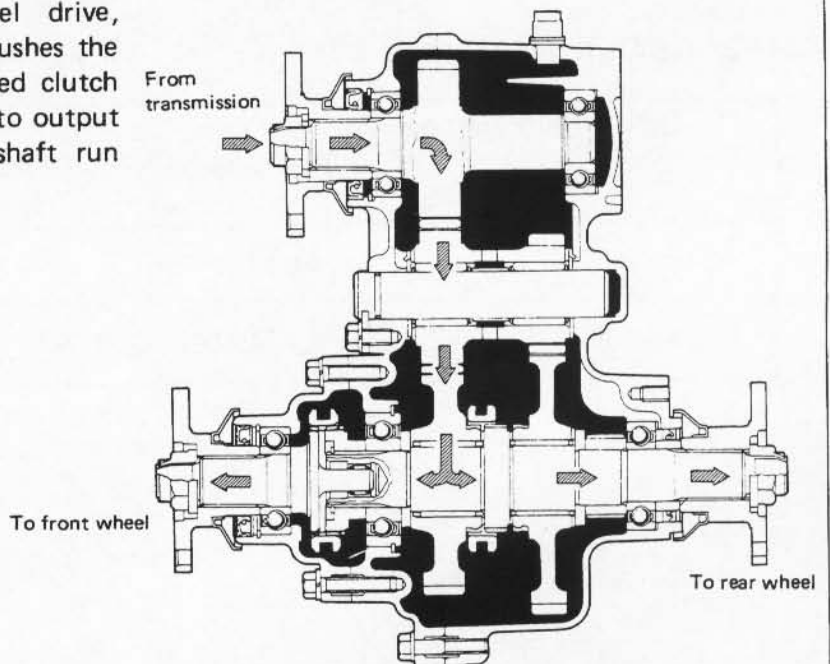 el drive,
ushes the
ed clutch
to output
shaft run
From
transmission
To front wheel
To rear wheel